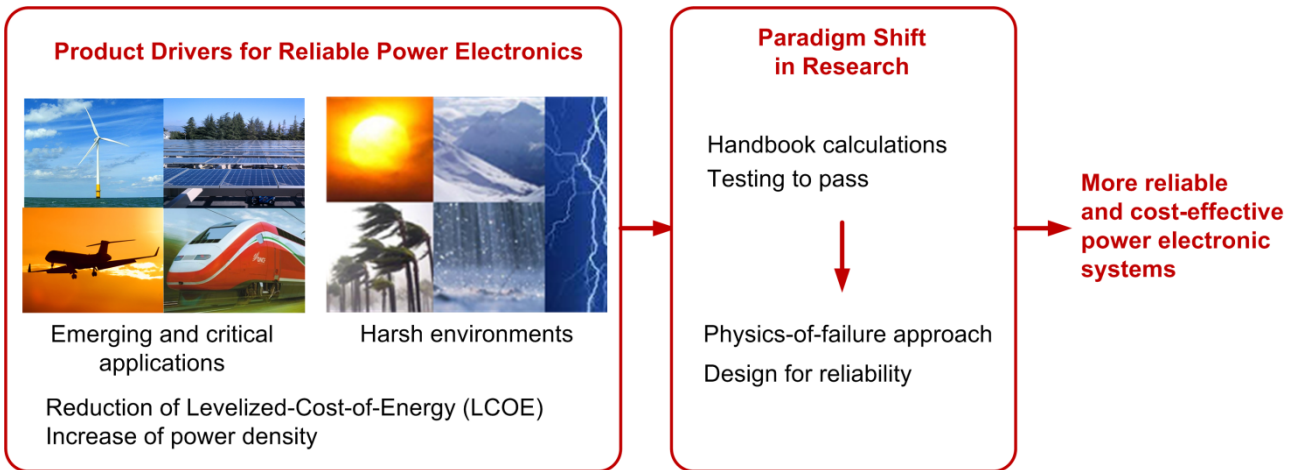 Product Drivers for Reliable Power Electronics
Emerging and critical
applications
Harsh environments
Reduction of Levelized-Cost-of-Energy (LCOE)
Increase of power density
Paradigm Shift
in Research
Handbook calculations
Testing to pass
Physics-of-failure approach
Design for reliability
More reliable
and cost-effective
power electronic
systems